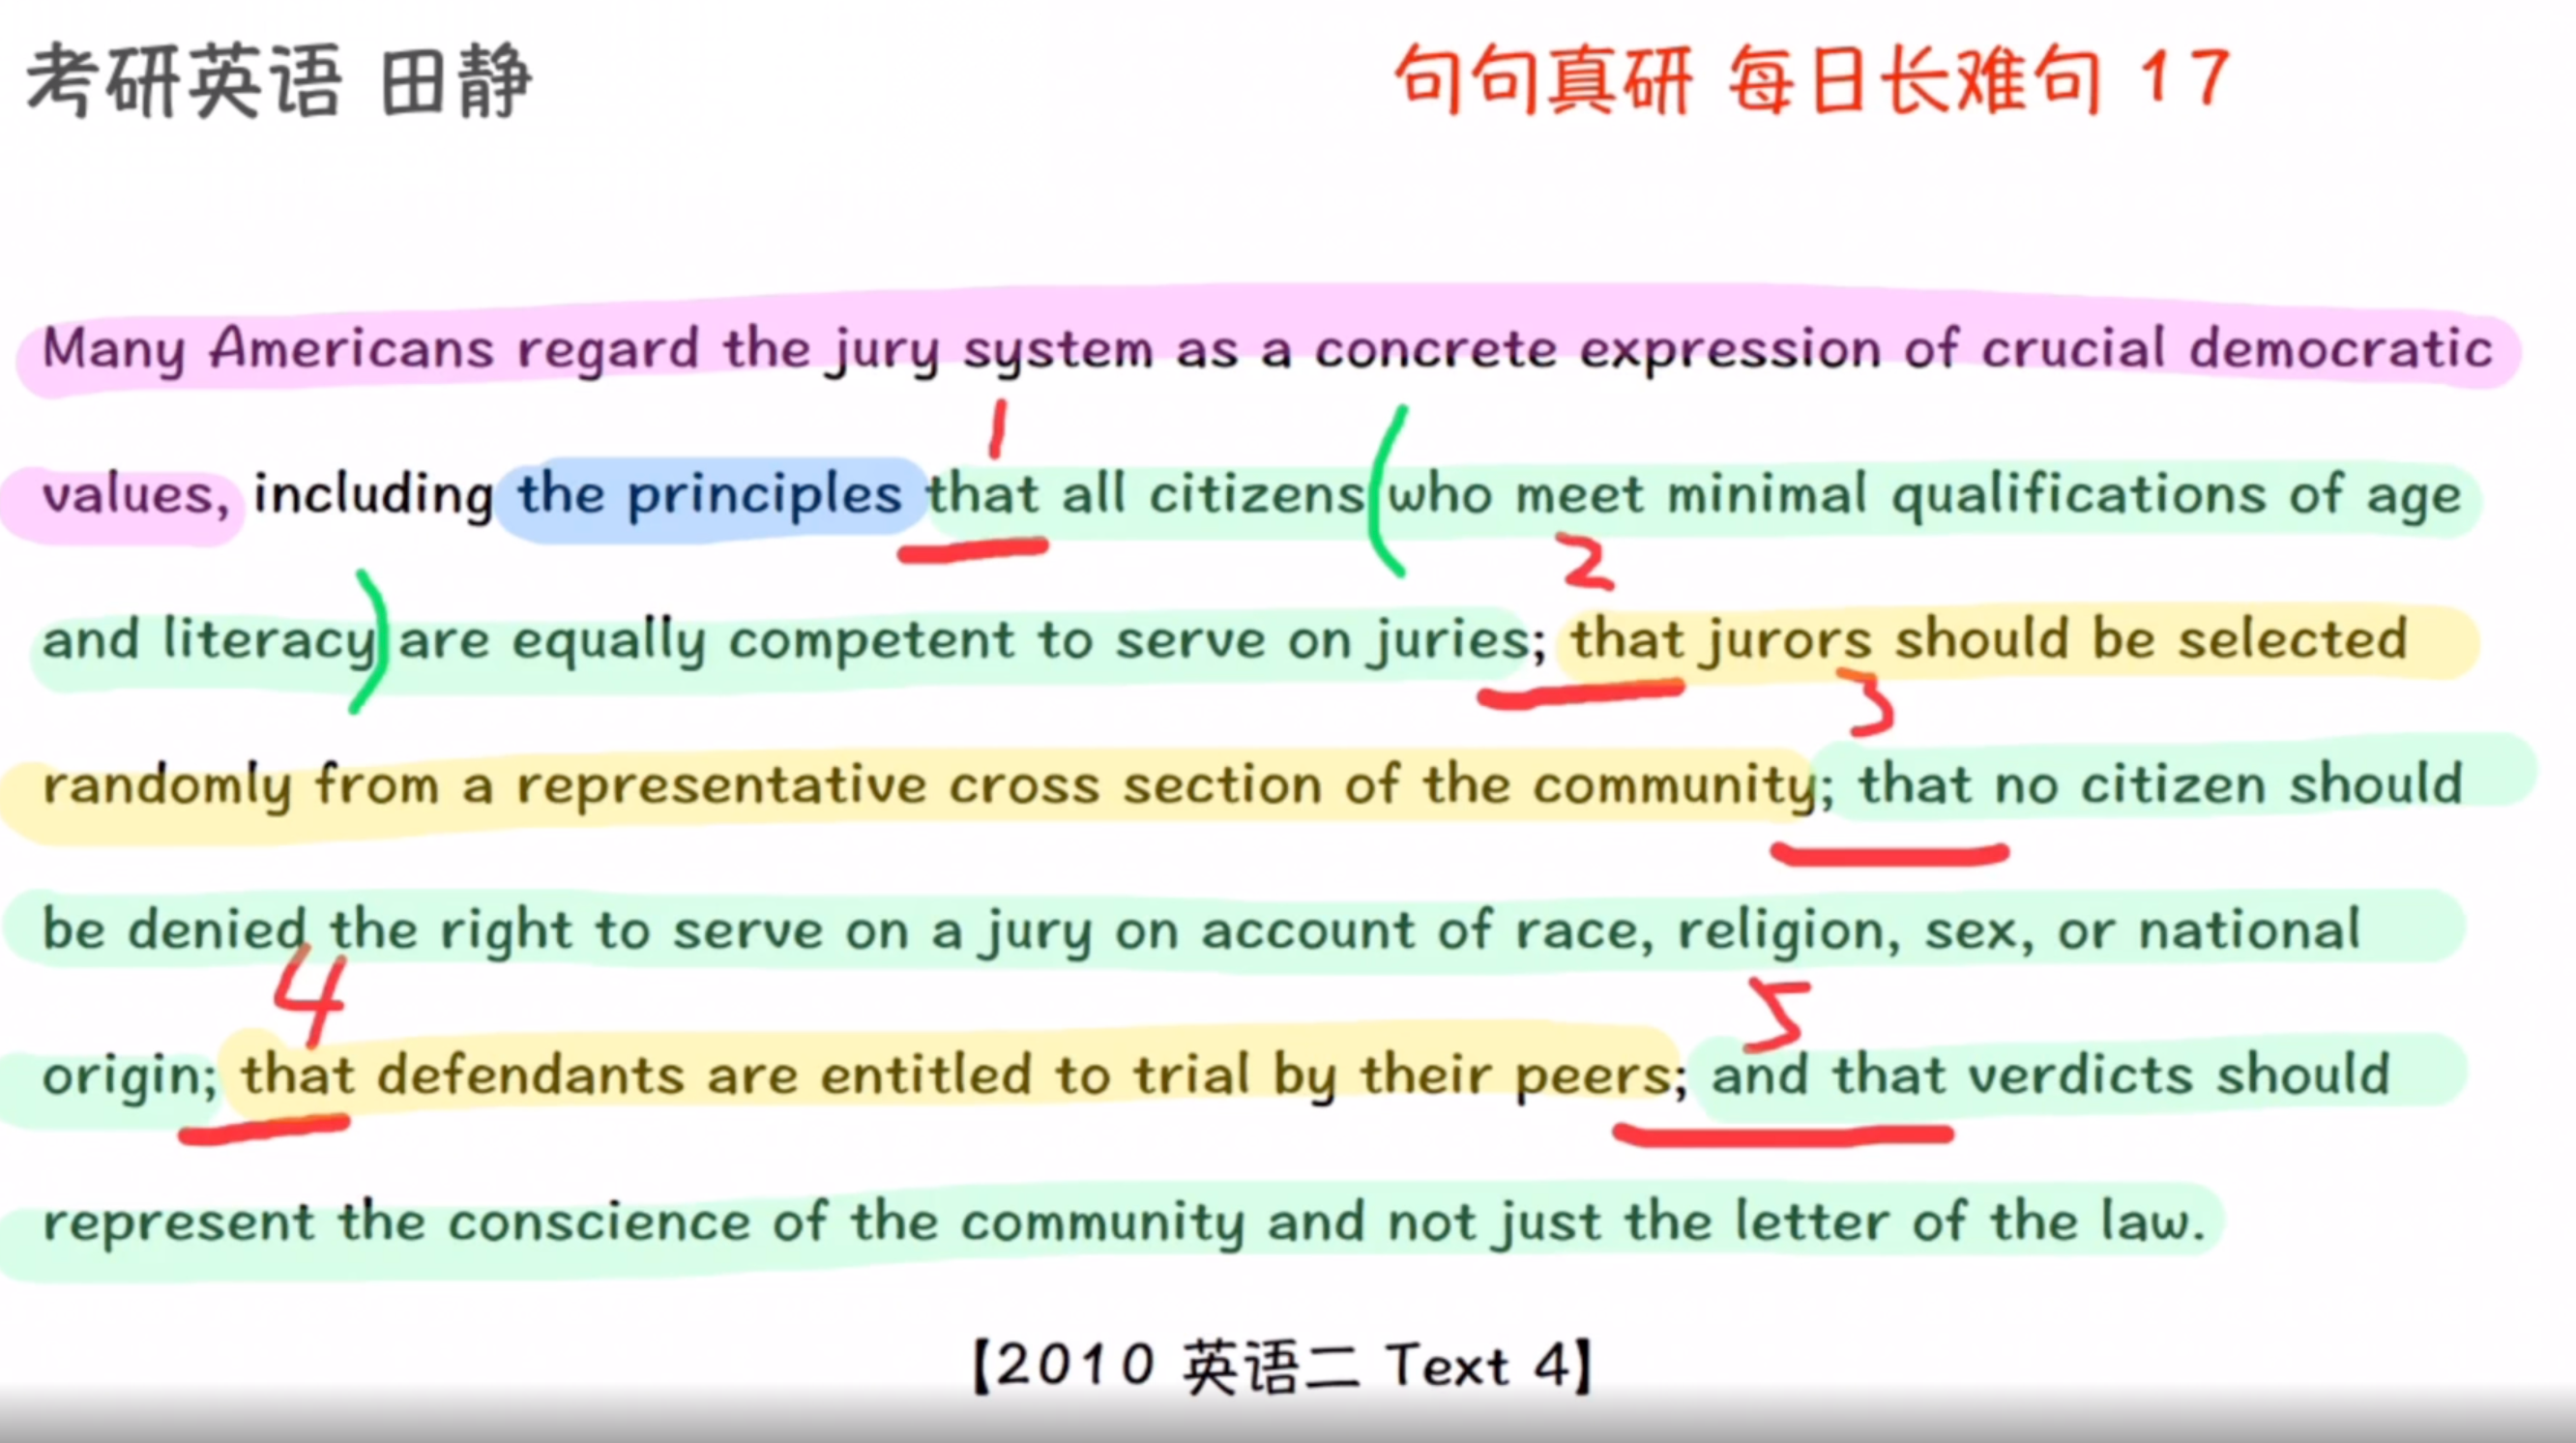 考研英语 田静
句句真研 每日长难句 17
Many Americans regard the jury system as a concrete expression of crucial democratic
1
values, including the principles that all citizens (who meet minimal qualifications of age
2
and literacy) are equally competent to serve on juries; that jurors should be selected
3
randomly from a representative cross section of the community; that no citizen should
be denied the right to serve on a jury on account of race, religion, sex, or national
4 5
origin; that defendants are entitled to trial by their peers; and that verdicts should
represent the conscience of the community and not just the letter of the law.
【2010 英语二 Text 4】